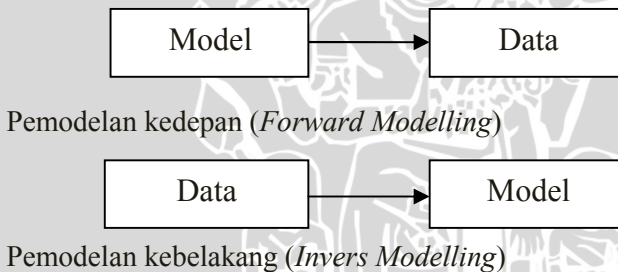 Model Data
Pemodelan kedepan (Forward Modelling)
Data Model
Pemodelan kebelakang (Invers Modelling)